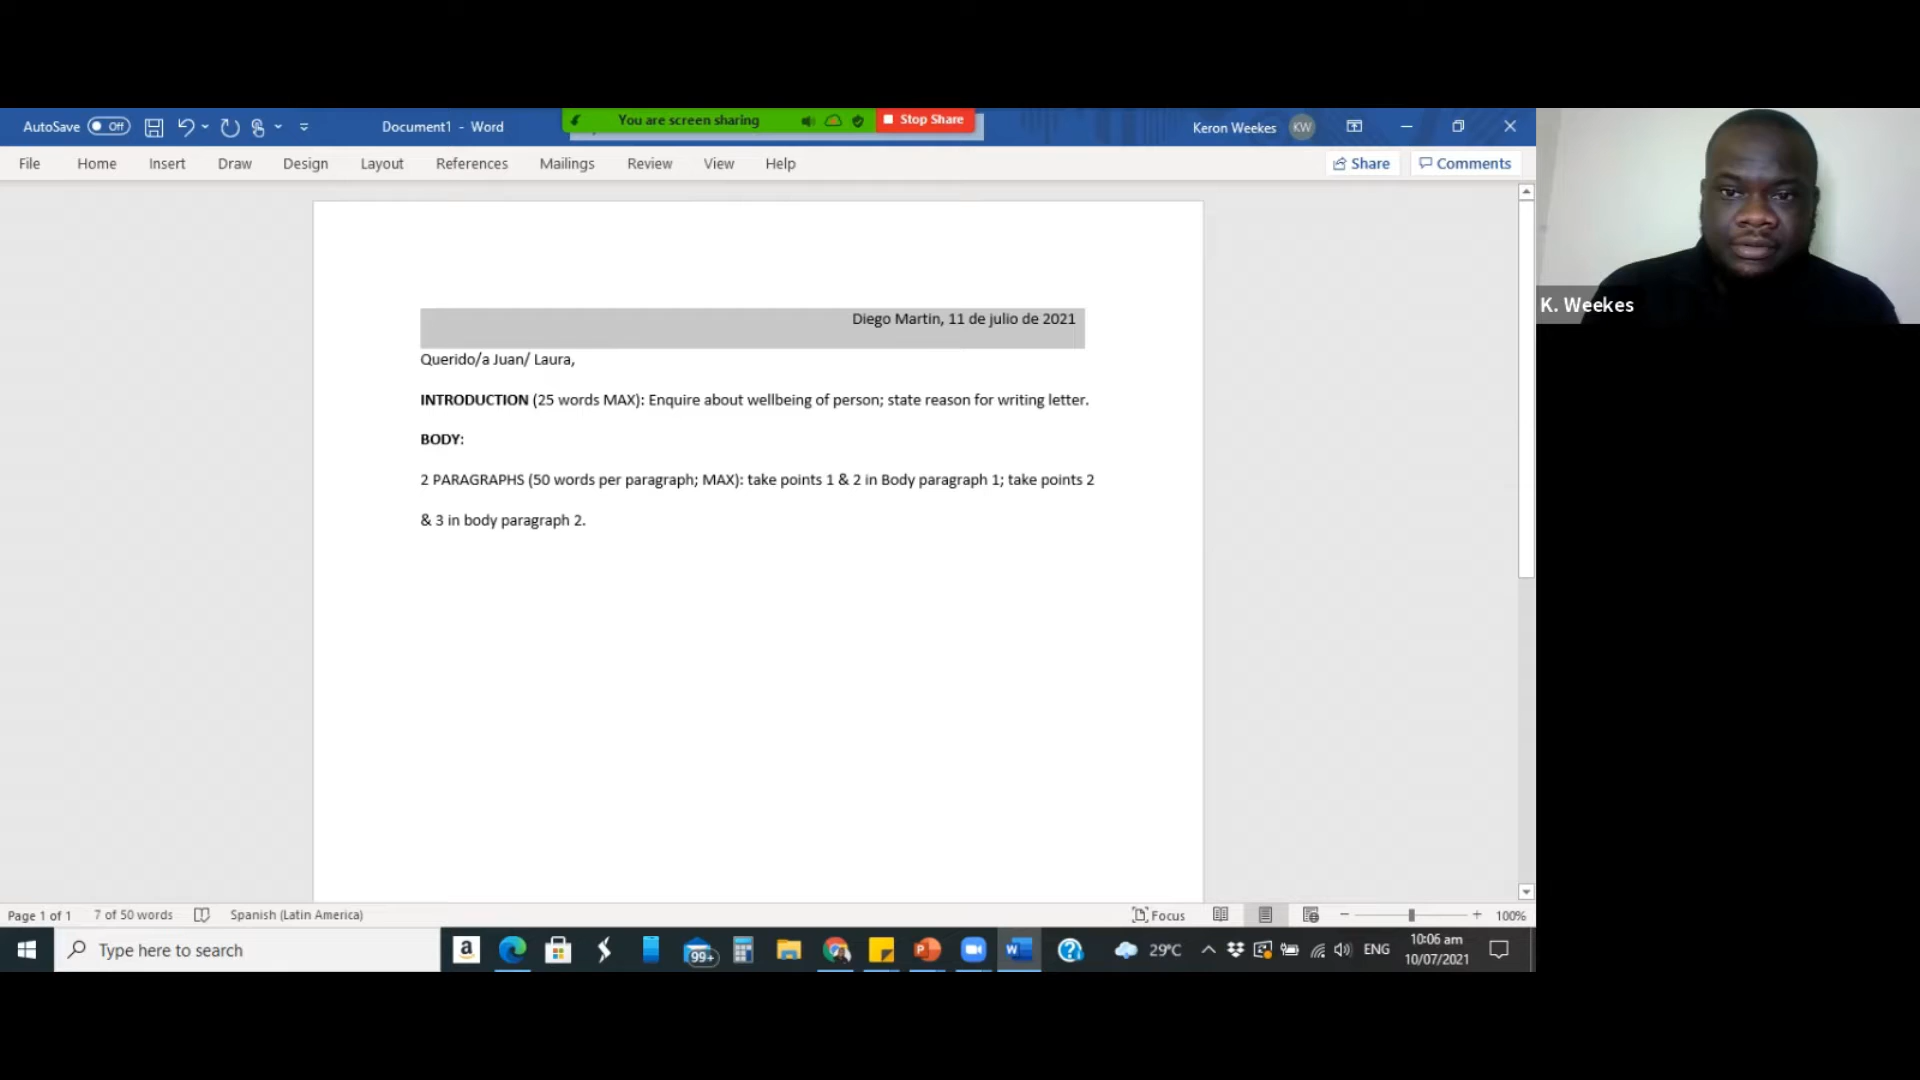 AutoSave Off Document1 - Word You are screen sharing Stop Share Keron Weekes KW
File Home Insert Draw Design Layout References Mailings Review View Help Share Comments
K. Weekes
Diego Martin, 11 de julio de 2021
Querido/a Juan/ Laura,
INTRODUCTION (25 words MAX): Enquire about wellbeing of person; state reason for writing letter.
BODY:
2 PARAGRAPHS (50 words per paragraph; MAX): take points 1 & 2 in Body paragraph 1; take points 2
& 3 in body paragraph 2.
Page 1 of 1 7 of 50 words Spanish (Latin America) Focus 100%
Type here to search a 99+ P W ? 29°C ENG 10:06 am
10/07/2021